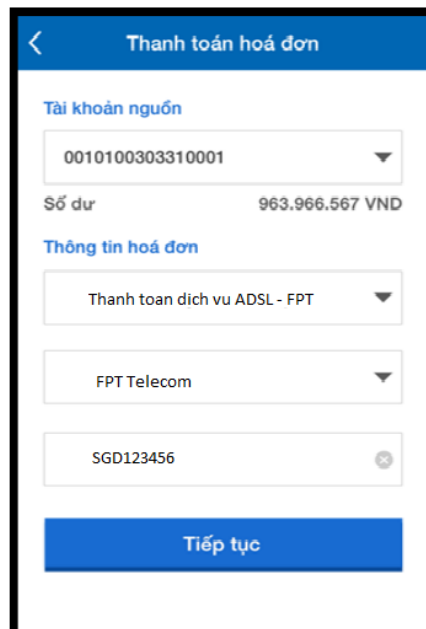 Thanh toán hoá đơn
Tài khoản nguồn
0010100303310001
Số dư 963.966.567 VND
Thông tin hoá đơn
Thanh toan dịch vu ADSL - FPT
FPT Telecom
SGD123456
Tiếp tục